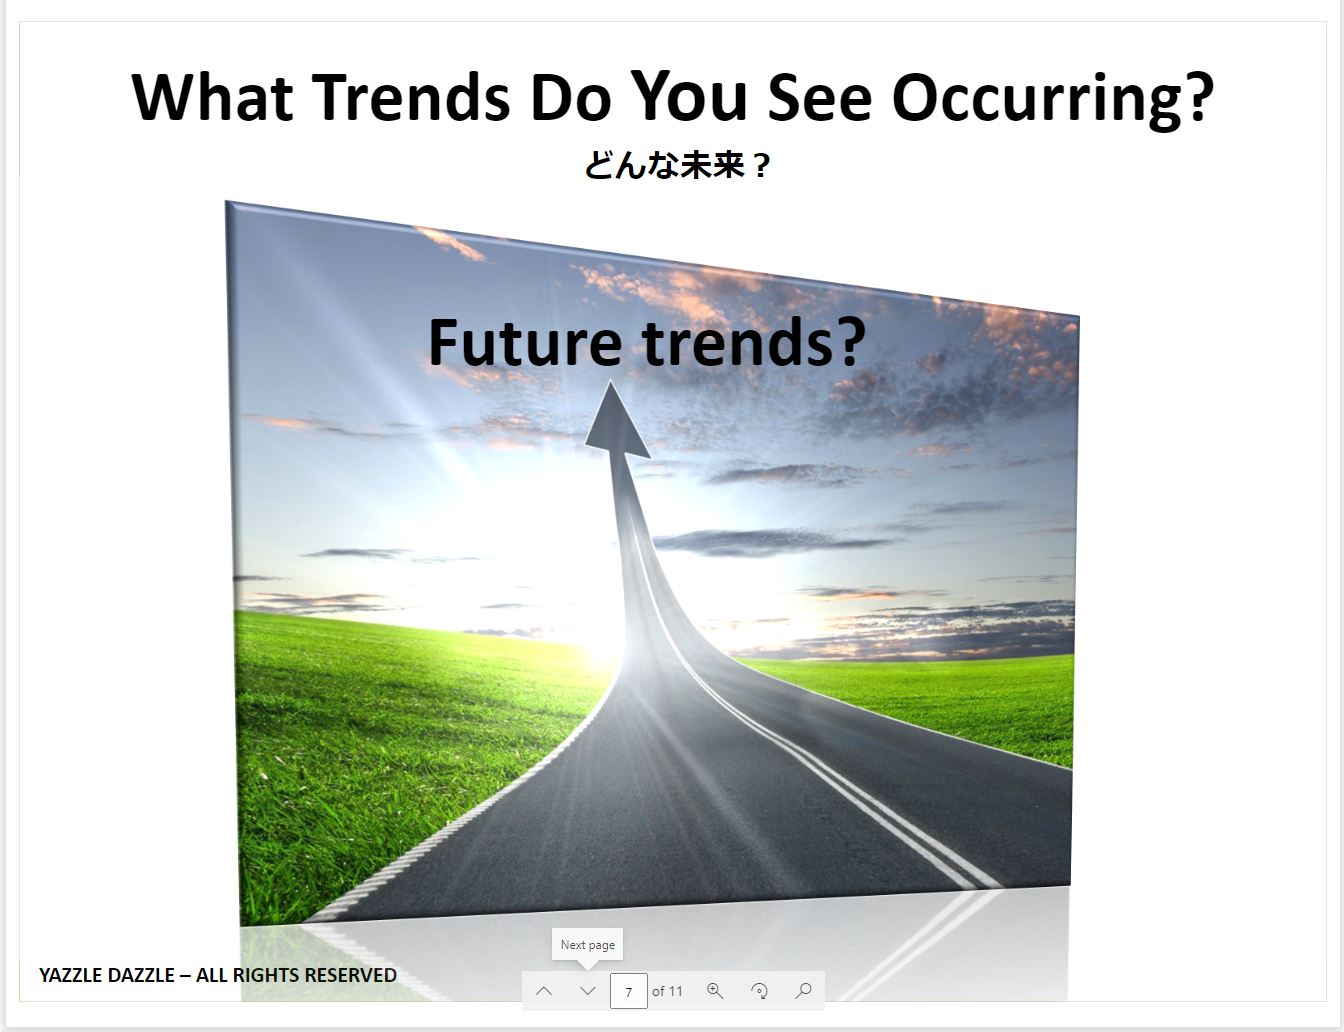 What Trends Do You See Occurring?
どんな未来？
Future trends?
Next page
YAZZLE DAZZLE – ALL RIGHTS RESERVED
7 of 11